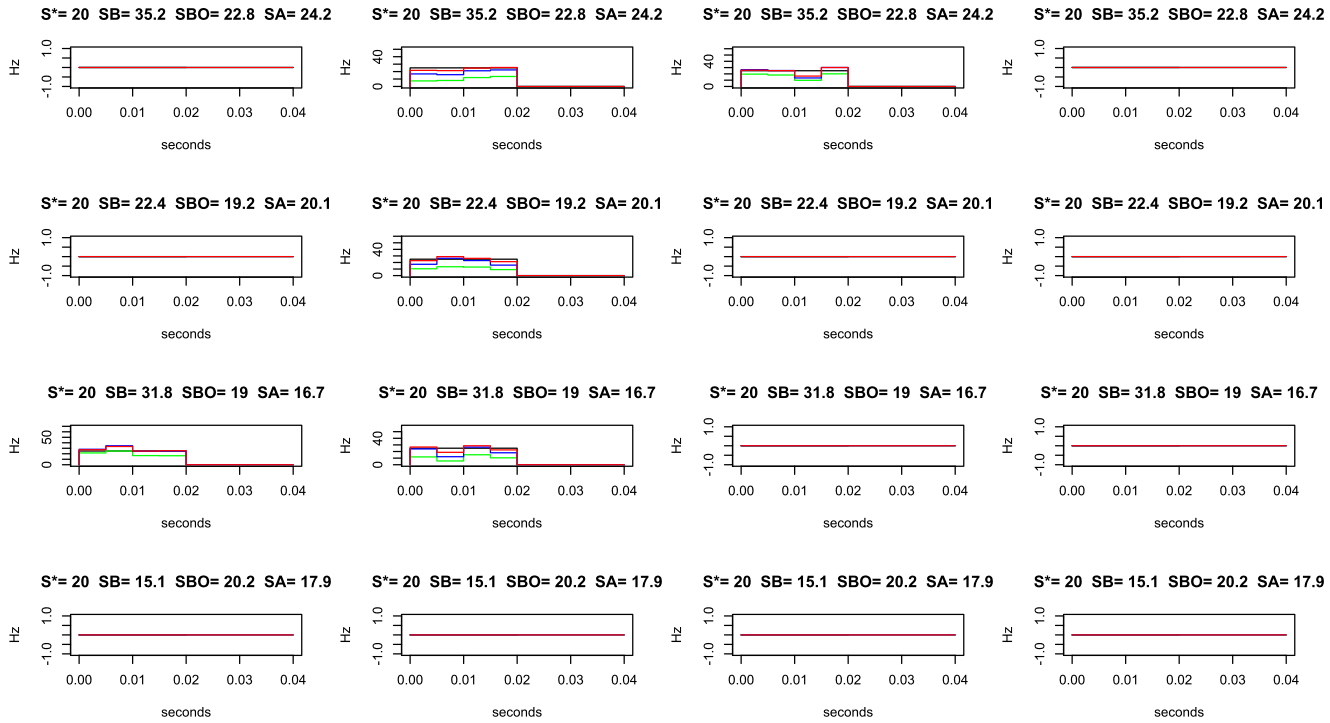 S*= 20 SB= 35.2 SBO= 22.8 SA= 24.2 S*= 20 SB= 35.2 SBO= 22.8 SA= 24.2 S*= 20 SB= 35.2 SBO= 22.8 SA= 24.2 S*= 20 SB= 35.2 SBO= 22.8 SA= 24.2
Hz -1.0 1.0 Hz 0 40 Hz 0 40 Hz -1.0 1.0
0.00 0.01 0.02 0.03 0.04 0.00 0.01 0.02 0.03 0.04 0.00 0.01 0.02 0.03 0.04 0.00 0.01 0.02 0.03 0.04
seconds seconds seconds seconds
S*= 20 SB= 22.4 SBO= 19.2 SA= 20.1 S*= 20 SB= 22.4 SBO= 19.2 SA= 20.1 S*= 20 SB= 22.4 SBO= 19.2 SA= 20.1 S*= 20 SB= 22.4 SBO= 19.2 SA= 20.1
Hz -1.0 1.0 Hz 0 40 Hz -1.0 1.0 Hz -1.0 1.0
0.00 0.01 0.02 0.03 0.04 0.00 0.01 0.02 0.03 0.04 0.00 0.01 0.02 0.03 0.04 0.00 0.01 0.02 0.03 0.04
seconds seconds seconds seconds
S*= 20 SB= 31.8 SBO= 19 SA= 16.7 S*= 20 SB= 31.8 SBO= 19 SA= 16.7 S*= 20 SB= 31.8 SBO= 19 SA= 16.7 S*= 20 SB= 31.8 SBO= 19 SA= 16.7
Hz 0 50 Hz 0 40 Hz -1.0 1.0 Hz -1.0 1.0
0.00 0.01 0.02 0.03 0.04 0.00 0.01 0.02 0.03 0.04 0.00 0.01 0.02 0.03 0.04 0.00 0.01 0.02 0.03 0.04
seconds seconds seconds seconds
S*= 20 SB= 15.1 SBO= 20.2 SA= 17.9 S*= 20 SB= 15.1 SBO= 20.2 SA= 17.9 S*= 20 SB= 15.1 SBO= 20.2 SA= 17.9 S*= 20 SB= 15.1 SBO= 20.2 SA= 17.9
Hz -1.0 1.0 Hz -1.0 1.0 Hz -1.0 1.0 Hz -1.0 1.0
0.00 0.01 0.02 0.03 0.04 0.00 0.01 0.02 0.03 0.04 0.00 0.01 0.02 0.03 0.04 0.00 0.01 0.02 0.03 0.04
seconds seconds seconds seconds